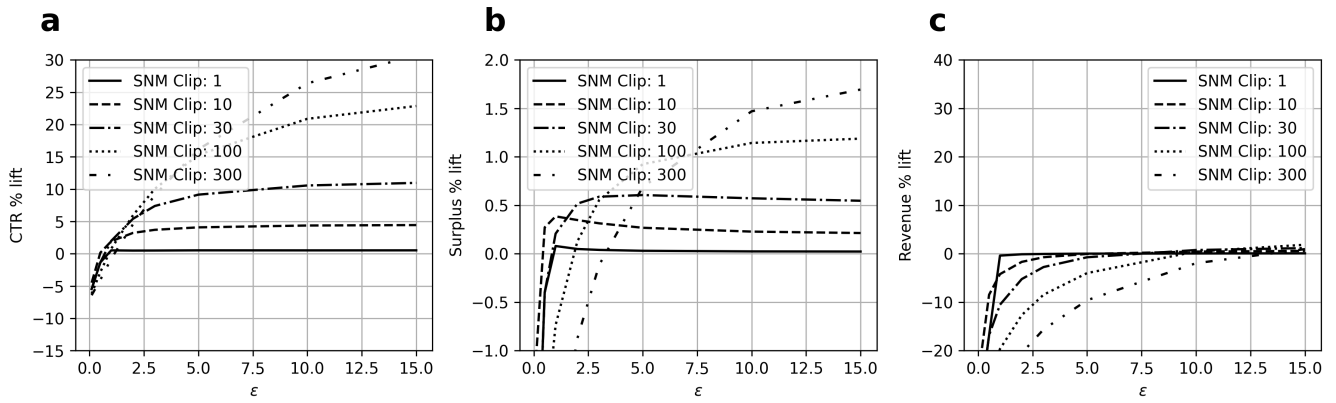 a
CTR % lift
30
25
20
15
10
5
0
−5
−10
−15
SNM Clip: 1
SNM Clip: 10
SNM Clip: 30
SNM Clip: 100
SNM Clip: 300
0.0 2.5 5.0 7.5 10.0 12.5 15.0
ε
b
Surplus % lift
2.0
1.5
1.0
0.5
0.0
−0.5
−1.0
SNM Clip: 1
SNM Clip: 10
SNM Clip: 30
SNM Clip: 100
SNM Clip: 300
0.0 2.5 5.0 7.5 10.0 12.5 15.0
ε
c
Revenue % lift
40
30
20
10
0
−10
−20
SNM Clip: 1
SNM Clip: 10
SNM Clip: 30
SNM Clip: 100
SNM Clip: 300
0.0 2.5 5.0 7.5 10.0 12.5 15.0
ε